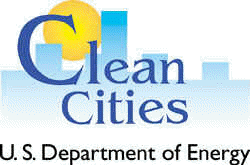 Clean
Cities
U. S. Department of Energy